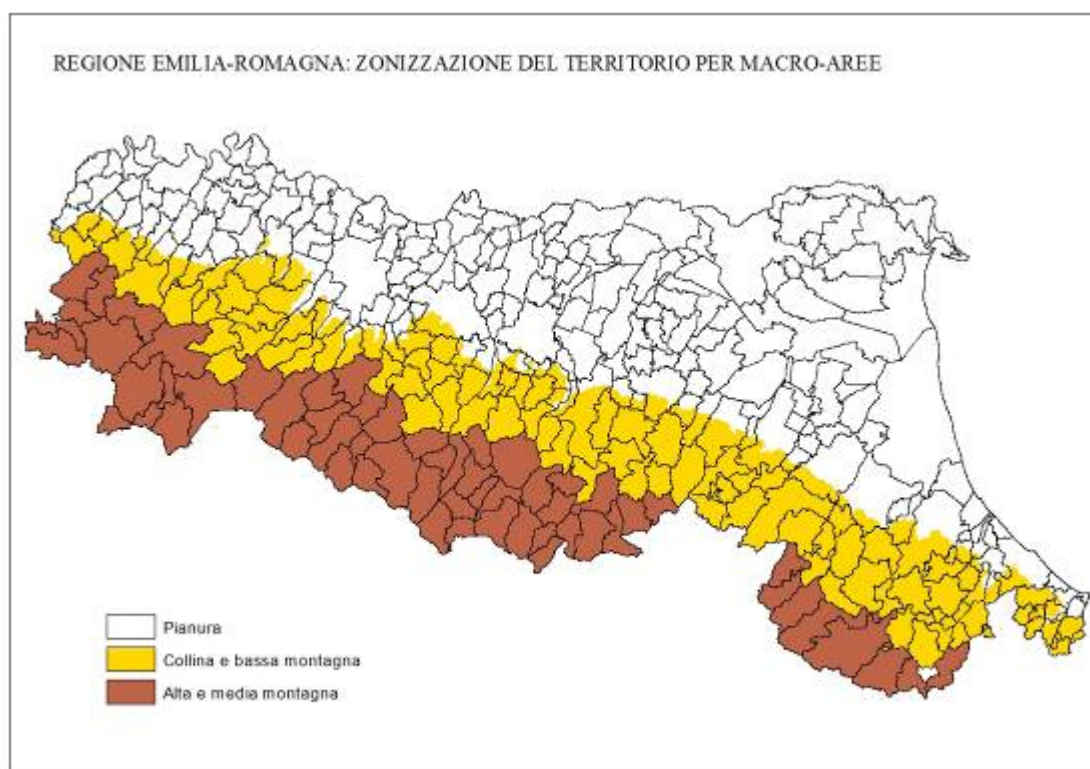 REGIONE EMILIA-ROMAGNA: ZONIZZAZIONE DEL TERRITORIO PER MACRO-AREE
Pianura
Collina e bassa montagna
Alta e media montagna